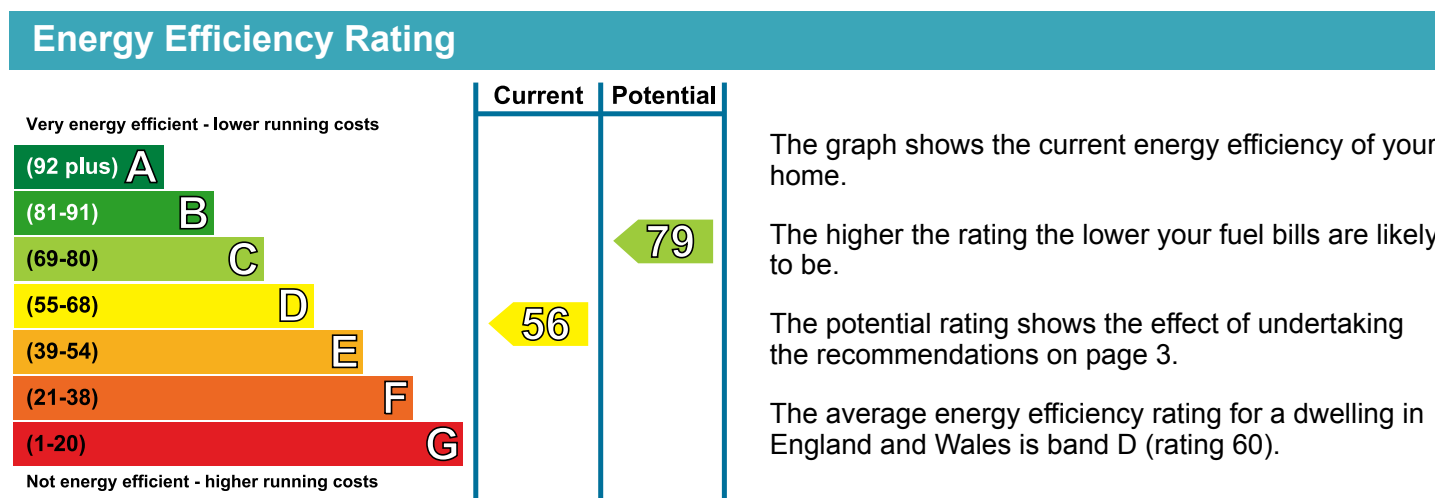 Energy Efficiency Rating
Current Potential
Very energy efficient - lower running costs
(92 plus) A
(81-91) B
(69-80) C
(55-68) D
(39-54) E
(21-38) F
(1-20) G
Not energy efficient - higher running costs
79
56
The graph shows the current energy efficiency of your
home.
The higher the rating the lower your fuel bills are likely
to be.
The potential rating shows the effect of undertaking
the recommendations on page 3.
The average energy efficiency rating for a dwelling in
England and Wales is band D (rating 60).